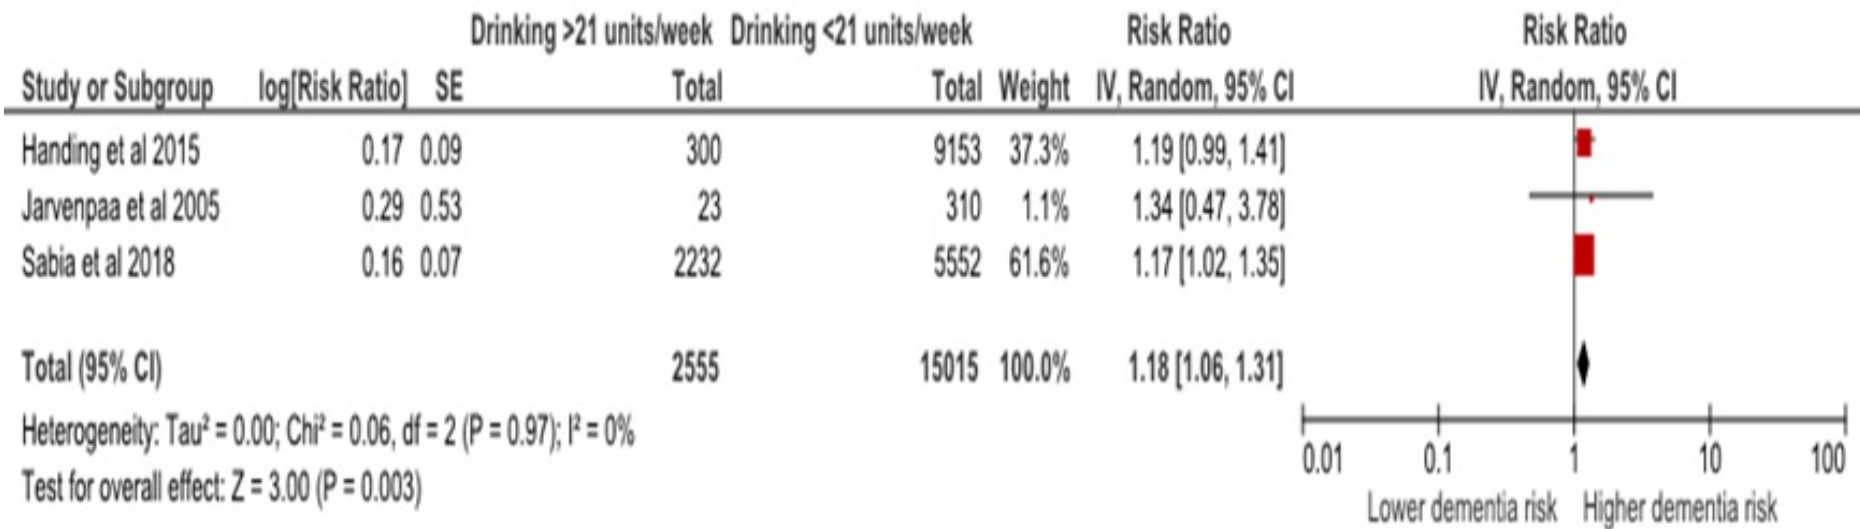 Drinking >21 units/week Drinking <21 units/week Risk Ratio Risk Ratio
Study or Subgroup log[Risk Ratio] SE Total Total Weight IV, Random, 95% CI IV, Random, 95% CI
Handing et al 2015 0.17 0.09 300 9153 37.3% 1.19 [0.99, 1.41]
Jarvenpaa et al 2005 0.29 0.53 23 310 1.1% 1.34 [0.47, 3.78]
Sabia et al 2018 0.16 0.07 2232 5552 61.6% 1.17 [1.02, 1.35]
Total (95% CI) 2555 15015 100.0% 1.18 [1.06, 1.31]
Heterogeneity: Tau² = 0.00; Chi² = 0.06, df = 2 (P = 0.97); I² = 0%
Test for overall effect: Z = 3.00 (P = 0.003)
0.01 0.1 1 10 100
Lower dementia risk Higher dementia risk